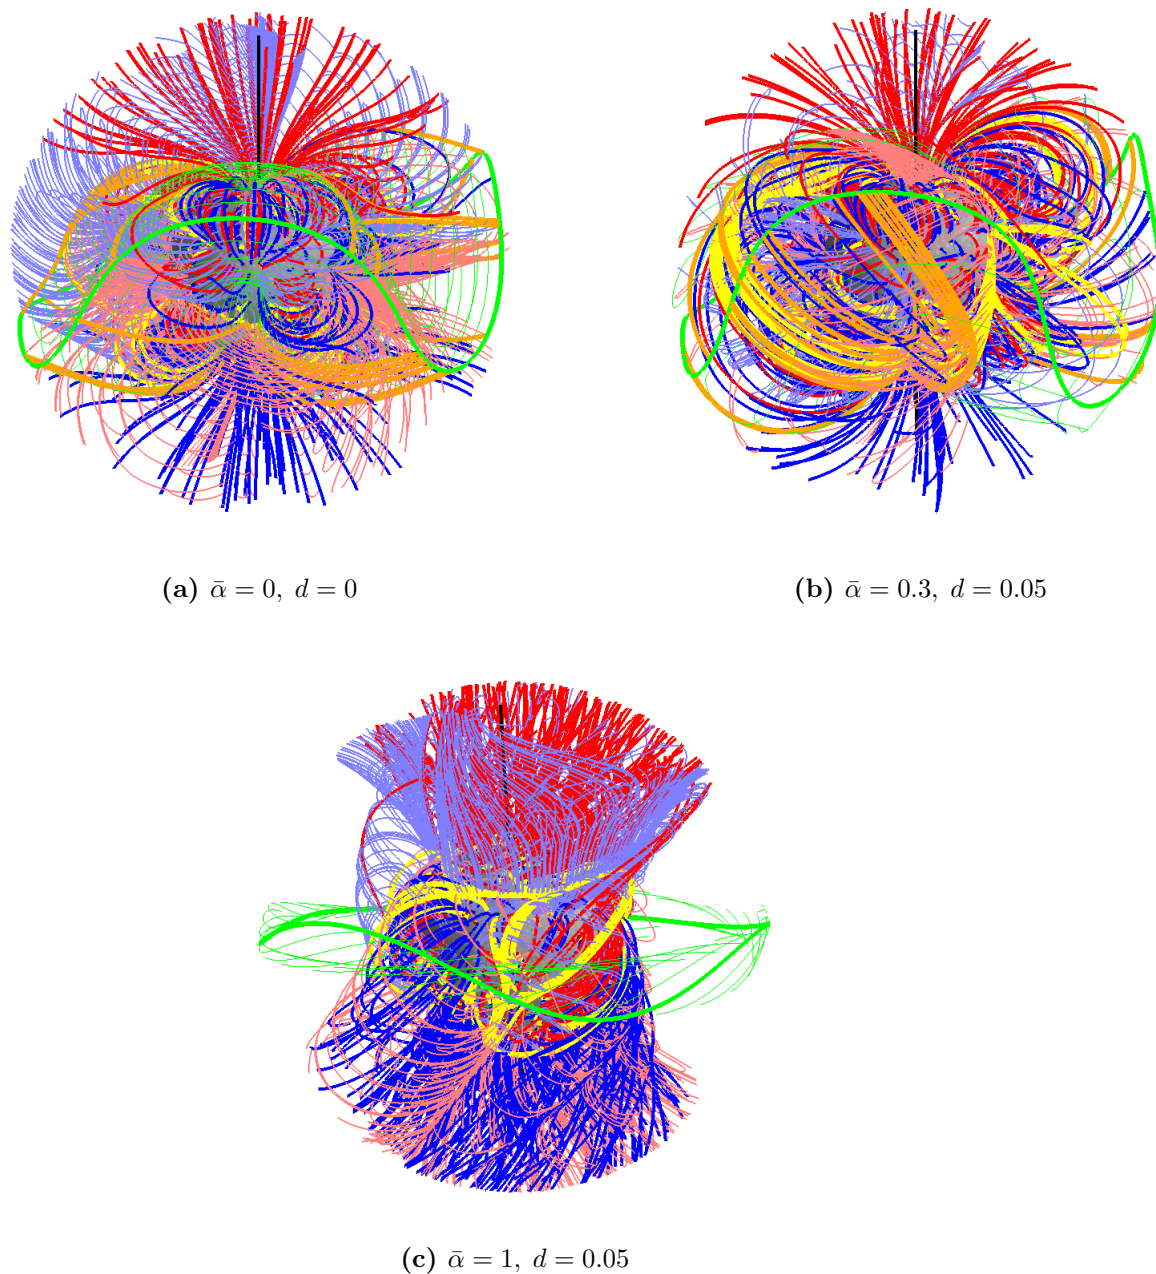 (a) ᾱ = 0, d = 0
(b) ᾱ = 0.3, d = 0.05
(c) ᾱ = 1, d = 0.05